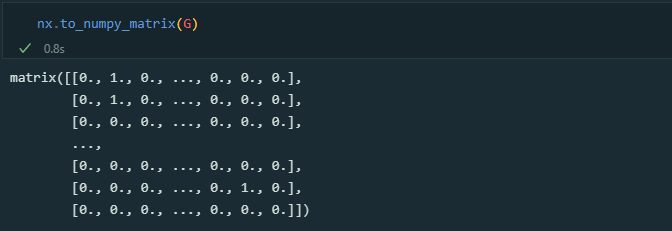 nx.to_numpy_matrix(G)
✓ 0.8s
matrix([[0., 1., 0., ..., 0., 0., 0.],
        [0., 1., 0., ..., 0., 0., 0.],
        [0., 0., 0., ..., 0., 0., 0.],
        ...,
        [0., 0., 0., ..., 0., 0., 0.],
        [0., 0., 0., ..., 0., 1., 0.],
        [0., 0., 0., ..., 0., 0., 0.]])